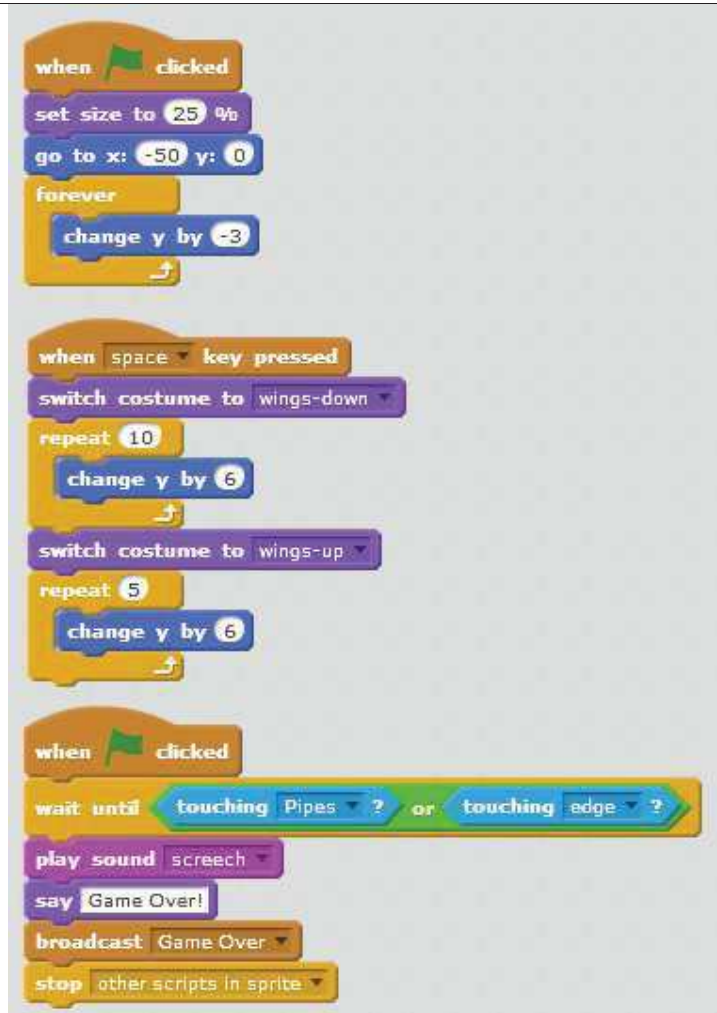 when clicked
set size to 25 %
go to x: -50 y: 0
forever
change y by -3
when space key pressed
switch costume to wings-down
repeat 10
change y by 6
switch costume to wings-up
repeat 5
change y by 6
when clicked
wait until touching Pipes ? or touching edge ?
play sound screech
say Game Over!
broadcast Game Over
stop other scripts in sprite